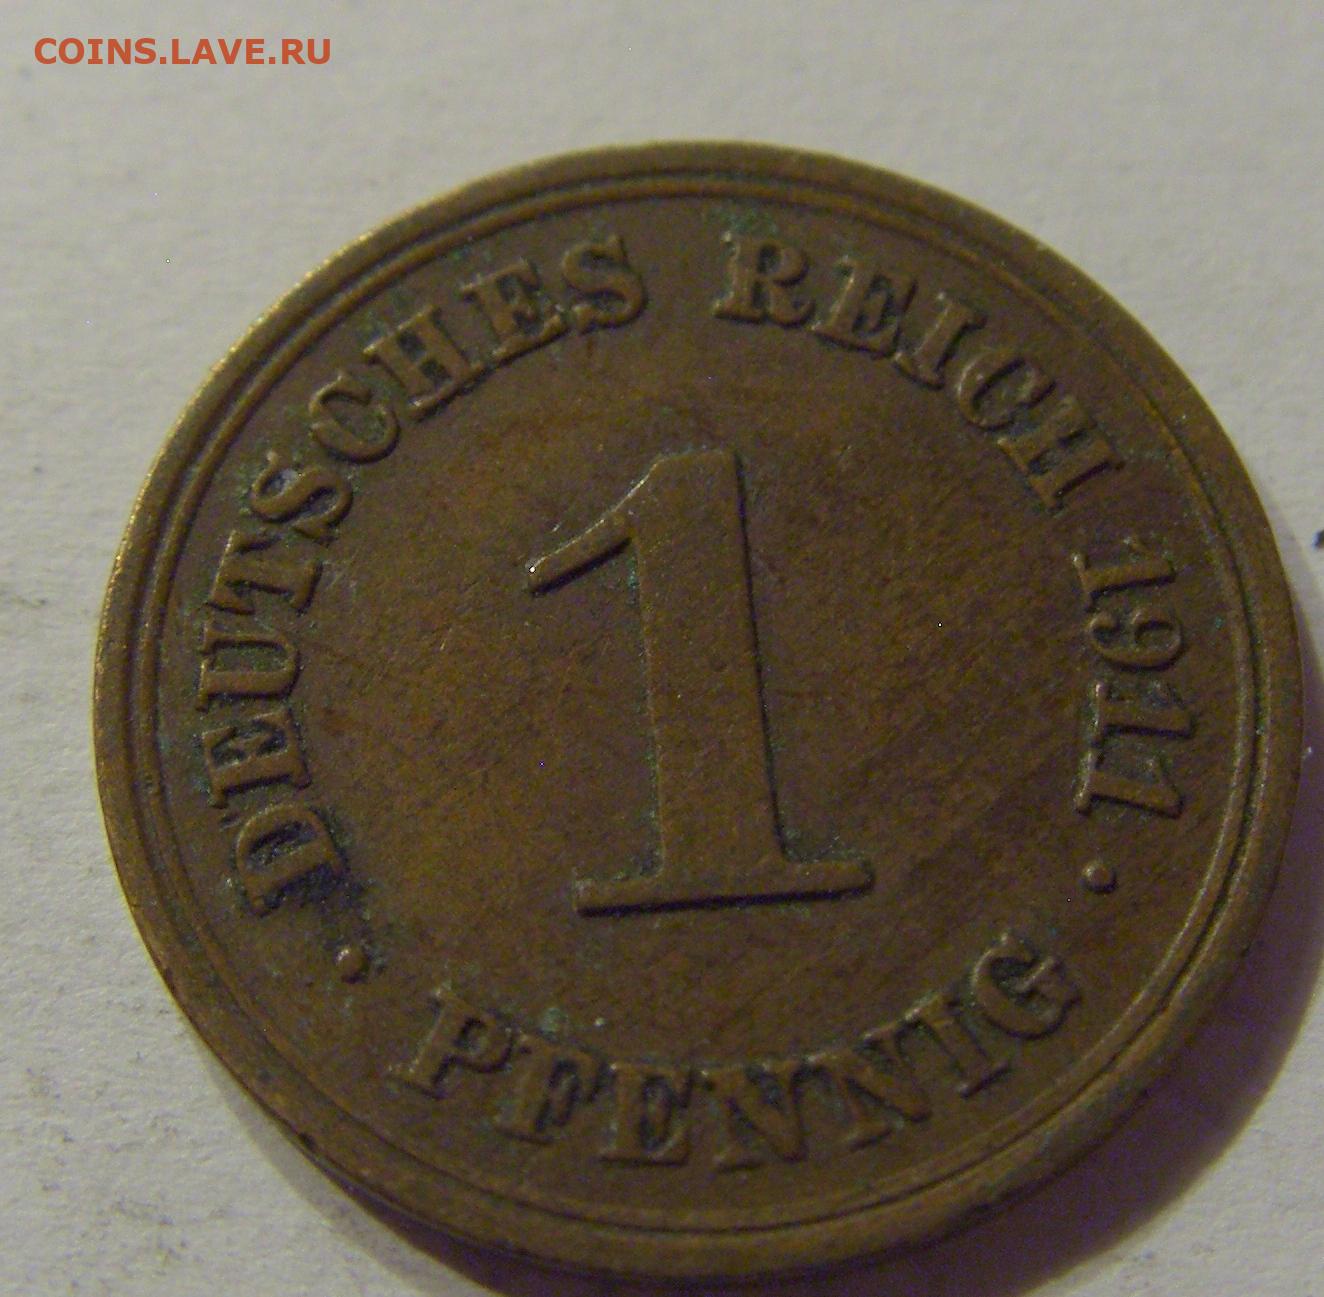 COINS.LAVE.RU
DEUTSCHES REICH 1911
1
PFENNIG